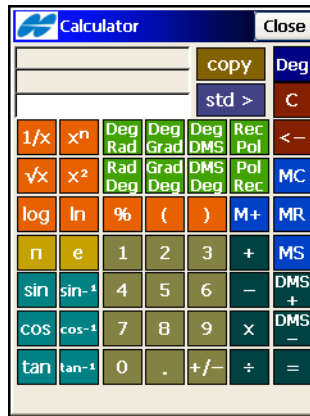 Calculator Close
copy Deg
std > C
1/x xⁿ Deg Rad Deg Grad Deg DMS Rec Pol <-
√x x² Rad Deg Grad Deg DMS Deg Pol Rec MC
log ln % ( ) M+ MR
π e 1 2 3 + MS
sin sin-¹ 4 5 6 - DMS +
cos cos-¹ 7 8 9 x DMS -
tan tan-¹ 0 . +/- ÷ =